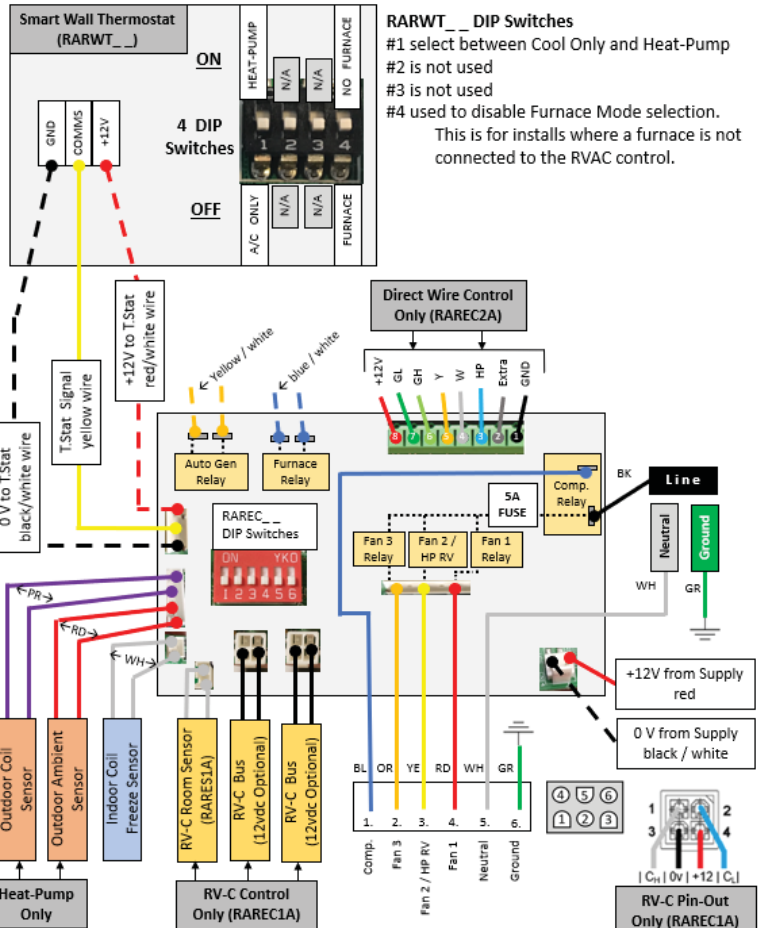 Smart Wall Thermostat
(RARWT_ _)
ON
4 DIP
Switches
OFF
HEAT-PUMP
N/A
N/A
NO FURNACE
1 2 3 4
A/C ONLY
N/A
N/A
FURNACE
GND
COMMS
+12V
RARWT_ _ DIP Switches
#1 select between Cool Only and Heat-Pump
#2 is not used
#3 is not used
#4 used to disable Furnace Mode selection.
This is for installs where a furnace is not
connected to the RVAC control.
0 V to T.Stat
black/white wire
T.Stat Signal
yellow wire
+12V to T.Stat
red/white wire
← Yellow / white
← blue / white
Direct Wire Control
Only (RAREC2A)
+12V
GL
GH
Y
W
HP
Extra
GND
8 7 6 5 4 3 2 1
Auto Gen
Relay
Furnace
Relay
RAREC_ _
DIP Switches
ON YKD
1 2 3 4 5 6
Comp.
Relay
5A
FUSE
Fan 3
Relay
Fan 2 /
HP RV
Fan 1
Relay
BK
Line
Neutral
Ground
WH
GR
←PR→
←RD→
←WH→
+12V from Supply
red
0 V from Supply
black / white
Outdoor Coil
Sensor
Outdoor Ambient
Sensor
Indoor Coil
Freeze Sensor
RV-C Room Sensor
(RARES1A)
RV-C Bus
(12vdc Optional)
RV-C Bus
(12vdc Optional)
BL OR YE RD WH GR
1. 2. 3. 4. 5. 6.
Comp.
Fan 3
Fan 2 / HP RV
Fan 1
Neutral
Ground
4 5 6
1 2 3
1 2
3 4
| CH | 0v | +12 | CL |
Heat-Pump
Only
RV-C Control
Only (RAREC1A)
RV-C Pin-Out
Only (RAREC1A)